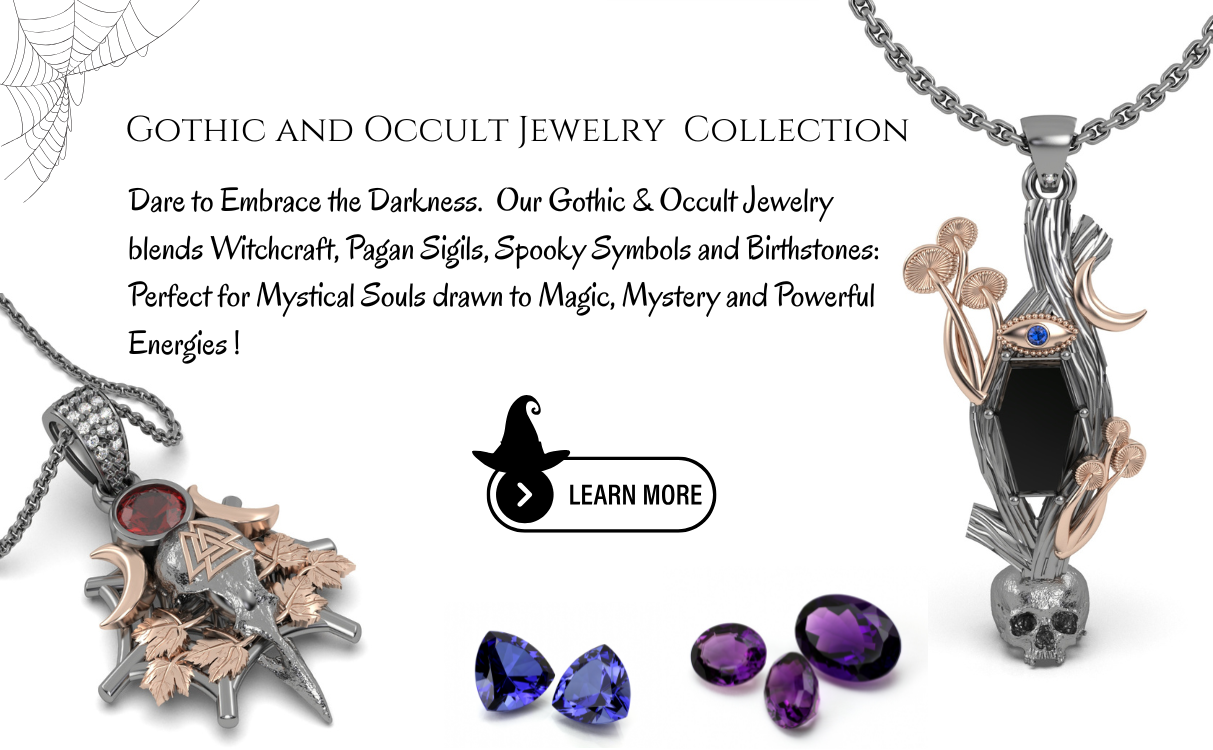 Gothic and Occult Jewelry Collection
Dare to Embrace the Darkness. Our Gothic & Occult Jewelry
blends Witchcraft, Pagan Sigils, Spooky Symbols and Birthstones:
Perfect for Mystical Souls drawn to Magic, Mystery and Powerful
Energies !
LEARN MORE